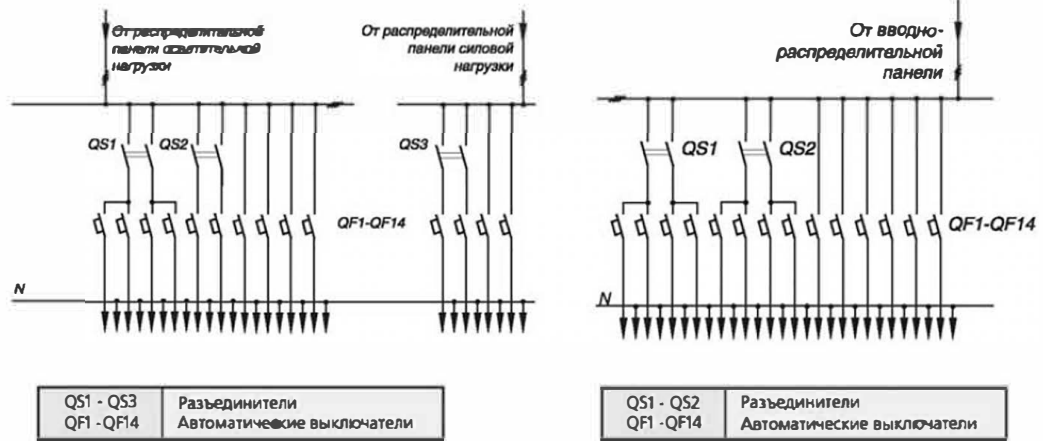 От распределительной
панели осветительной
нагрузки
От распределительной
панели силовой
нагрузки
QS1
QS2
QS3
QF1-QF14
N
QS1 - QS3 Разъединители
QF1 -QF14 Автоматические выключатели
От вводно-
распределительной
панели
QS1
QS2
QF1-QF14
N
QS1 - QS2 Разъединители
QF1 -QF14 Автоматические выключатели